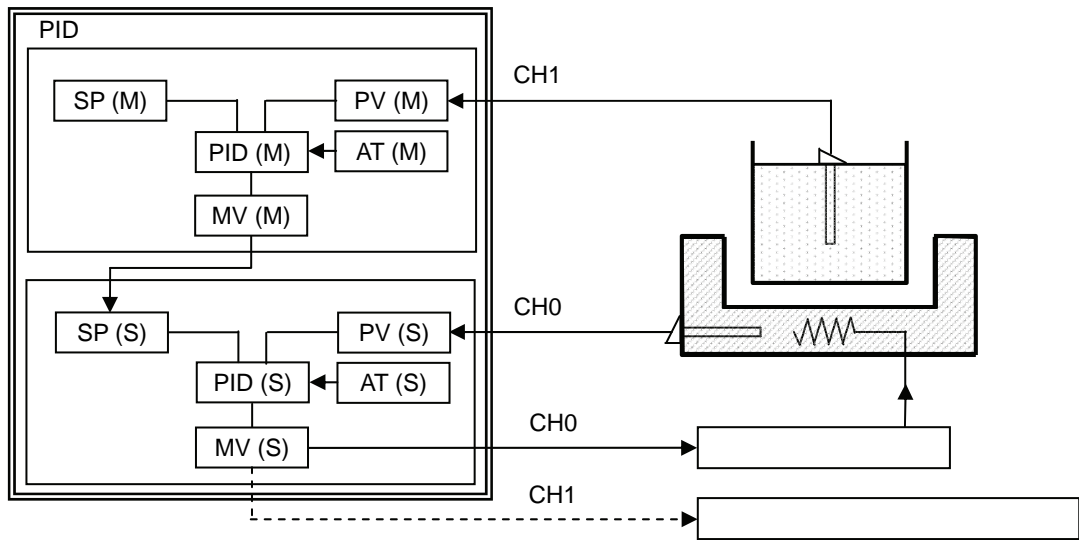 PID
CH1
SP (M)
PV (M)
PID (M)
AT (M)
MV (M)
CH0
SP (S)
PV (S)
PID (S)
AT (S)
CH0
MV (S)
CH1